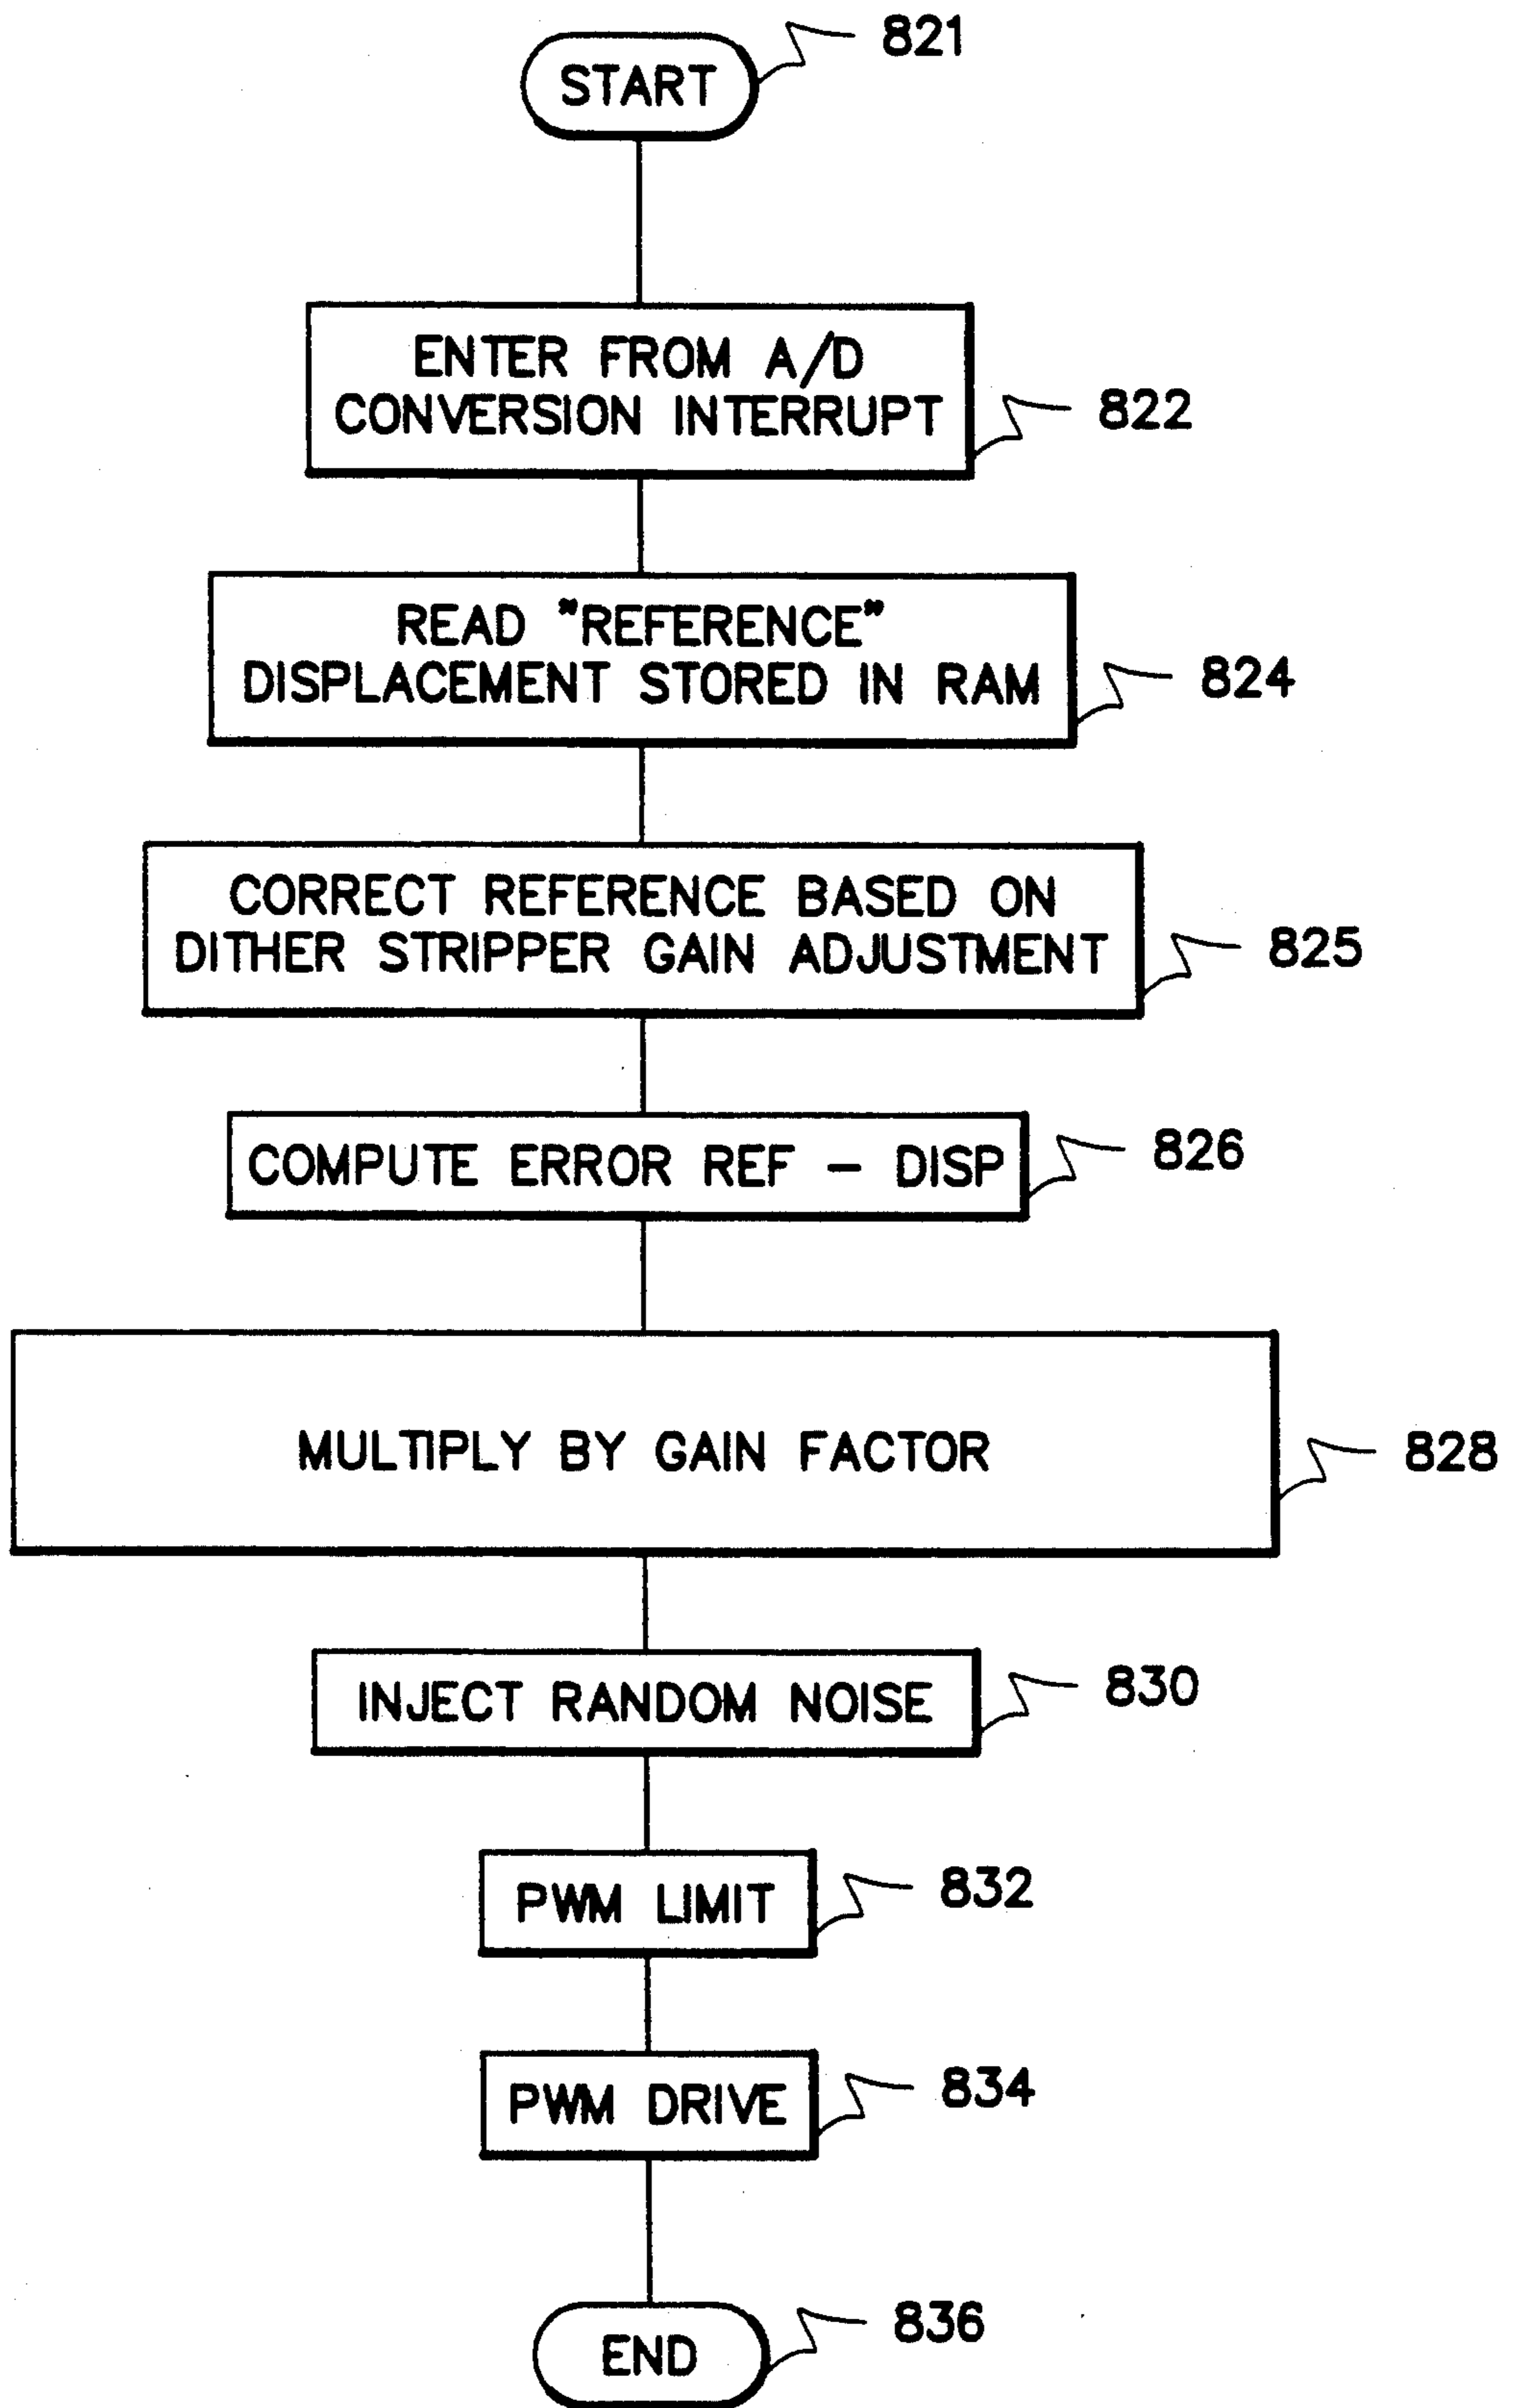 START
821
ENTER FROM A/D
CONVERSION INTERRUPT
822
READ "REFERENCE"
DISPLACEMENT STORED IN RAM
824
CORRECT REFERENCE BASED ON
DITHER STRIPPER GAIN ADJUSTMENT
825
COMPUTE ERROR REF - DISP
826
MULTIPLY BY GAIN FACTOR
828
INJECT RANDOM NOISE
830
PWM LIMIT
832
PWM DRIVE
834
END
836